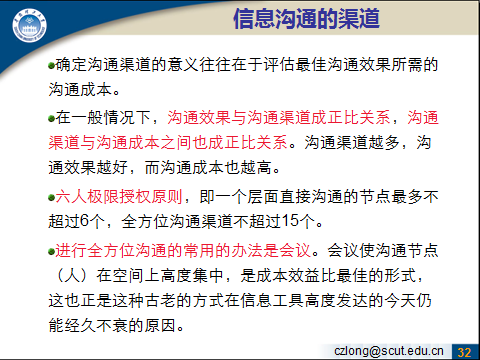 信息沟通的渠道
确定沟通渠道的意义往往在于评估最佳沟通效果所需的
沟通成本。
在一般情况下，沟通效果与沟通渠道成正比关系，沟通
渠道与沟通成本之间也成正比关系。沟通渠道越多，沟
通效果越好，而沟通成本也越高。
六人极限授权原则，即一个层面直接沟通的节点最多不
超过6个，全方位沟通渠道不超过15个。
进行全方位沟通的常用的办法是会议。会议使沟通节点
（人）在空间上高度集中，是成本效益比最佳的形式，
这也正是这种古老的方式在信息工具高度发达的今天仍
能经久不衰的原因。
czlong@scut.edu.cn 32